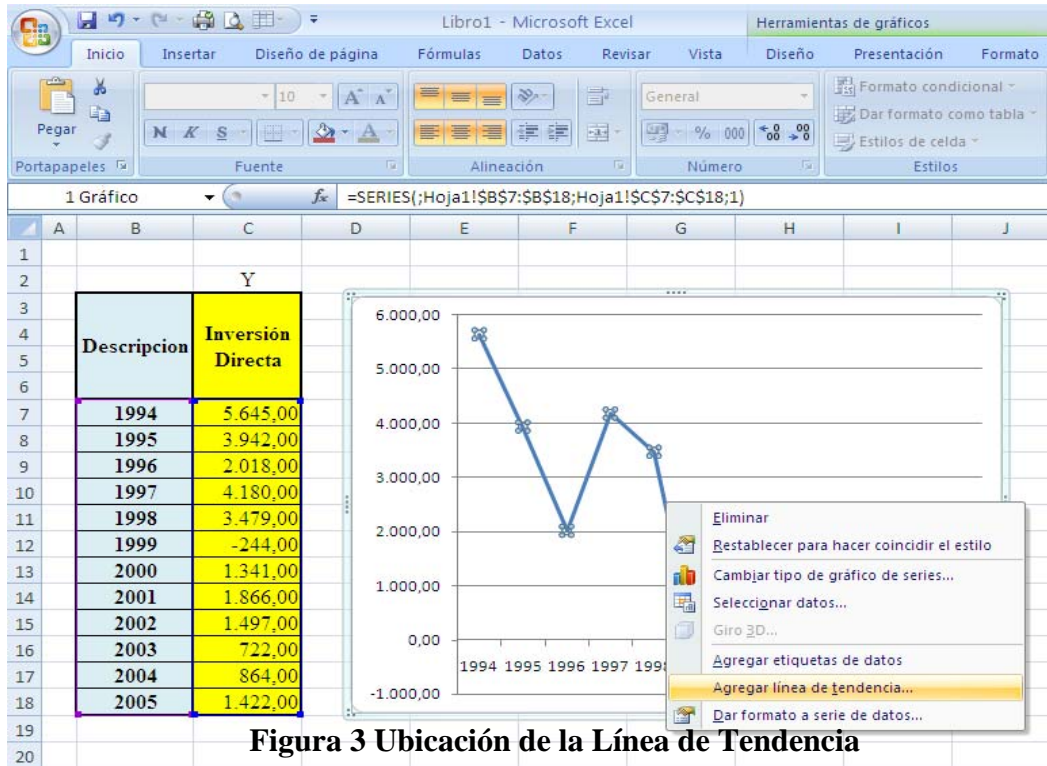 Libro1 - Microsoft Excel
Herramientas de gráficos
Inicio Insertar Diseño de página Fórmulas Datos Revisar Vista Diseño Presentación Formato
Pegar
10
A A
General
Formato condicional
Dar formato como tabla
Estilos de celda
N K S
A
% 000
Portapapeles Fuente Alineación Número Estilos
1 Gráfico
fx =SERIES(;Hoja1!$B$7:$B$18;Hoja1!$C$7:$C$18;1)
A B C D E F G H I J
1
2 Y
3
4
5
6
Descripcion Inversión Directa
7 1994 5.645,00
8 1995 3.942,00
9 1996 2.018,00
10 1997 4.180,00
11 1998 3.479,00
12 1999 -244,00
13 2000 1.341,00
14 2001 1.866,00
15 2002 1.497,00
16 2003 722,00
17 2004 864,00
18 2005 1.422,00
19
20
6.000,00
5.000,00
4.000,00
3.000,00
2.000,00
1.000,00
0,00
-1.000,00
1994 1995 1996 1997 1998
Eliminar
Restablecer para hacer coincidir el estilo
Cambiar tipo de gráfico de series...
Seleccionar datos...
Giro 3D...
Agregar etiquetas de datos
Agregar línea de tendencia...
Dar formato a serie de datos...
Figura 3 Ubicación de la Línea de Tendencia